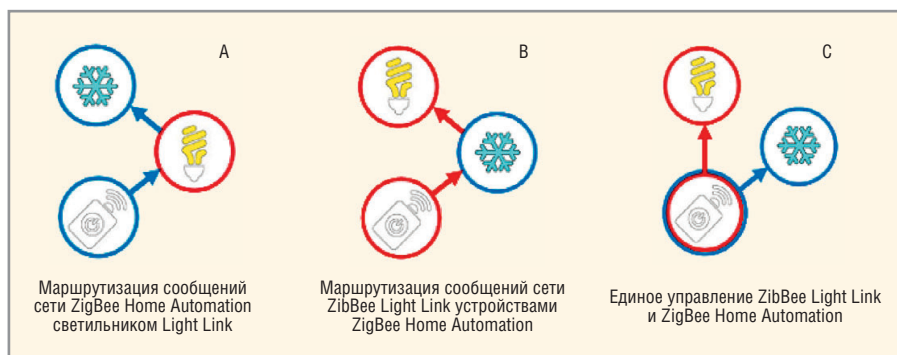 A
B
C
Маршрутизация сообщений
сети ZigBee Home Automation
светильником Light Link
Маршрутизация сообщений сети
ZibBee Light Link устройствами
ZigBee Home Automation
Единое управление ZibBee Light Link
и ZigBee Home Automation